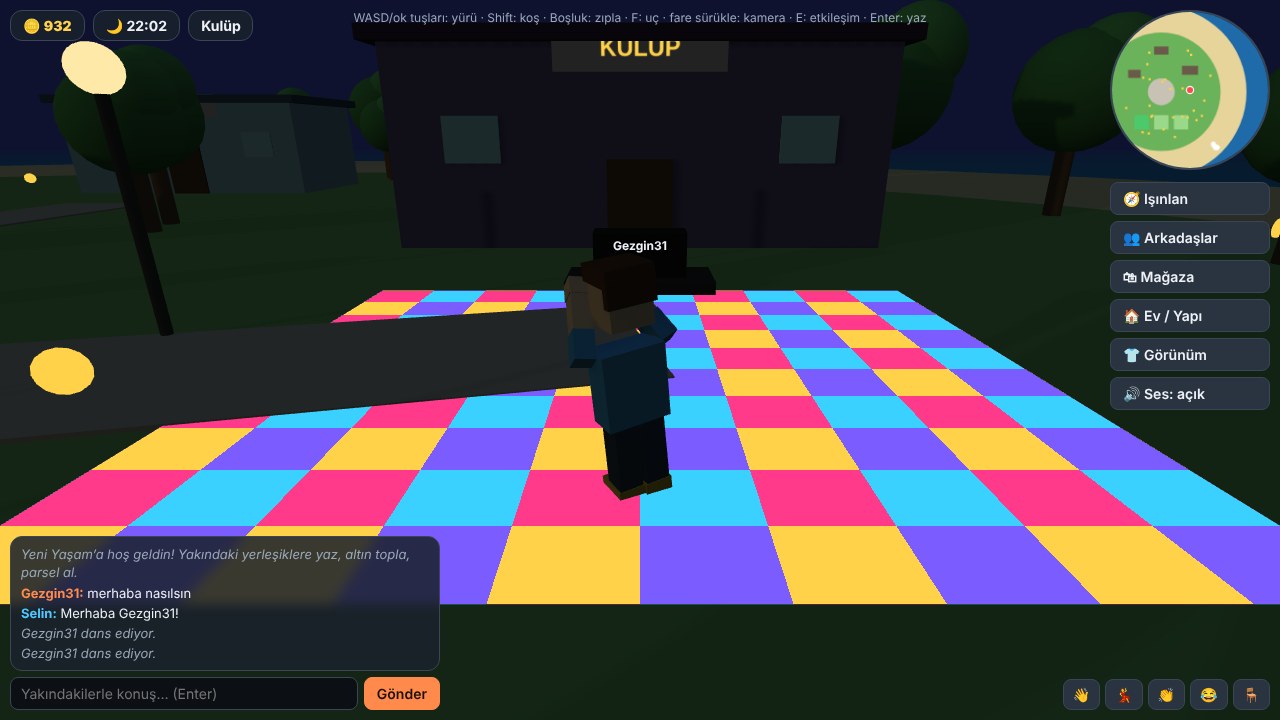 932
22:02
Kulüp
WASD/ok tuşları: yürü · Shift: koş · Boşluk: zıpla · F: uç · fare sürükle: kamera · E: etkileşim · Enter: yaz
KULÜP
Işınlan
Arkadaşlar
Mağaza
Ev / Yapı
Görünüm
Ses: açık
Gezgin31
Yeni Yaşam'a hoş geldin! Yakındaki yerleşiklere yaz, altın topla,
parsel al.
Gezgin31: merhaba nasılsın
Selin: Merhaba Gezgin31!
Gezgin31 dans ediyor.
Gezgin31 dans ediyor.
Yakındakilerle konuş... (Enter)
Gönder